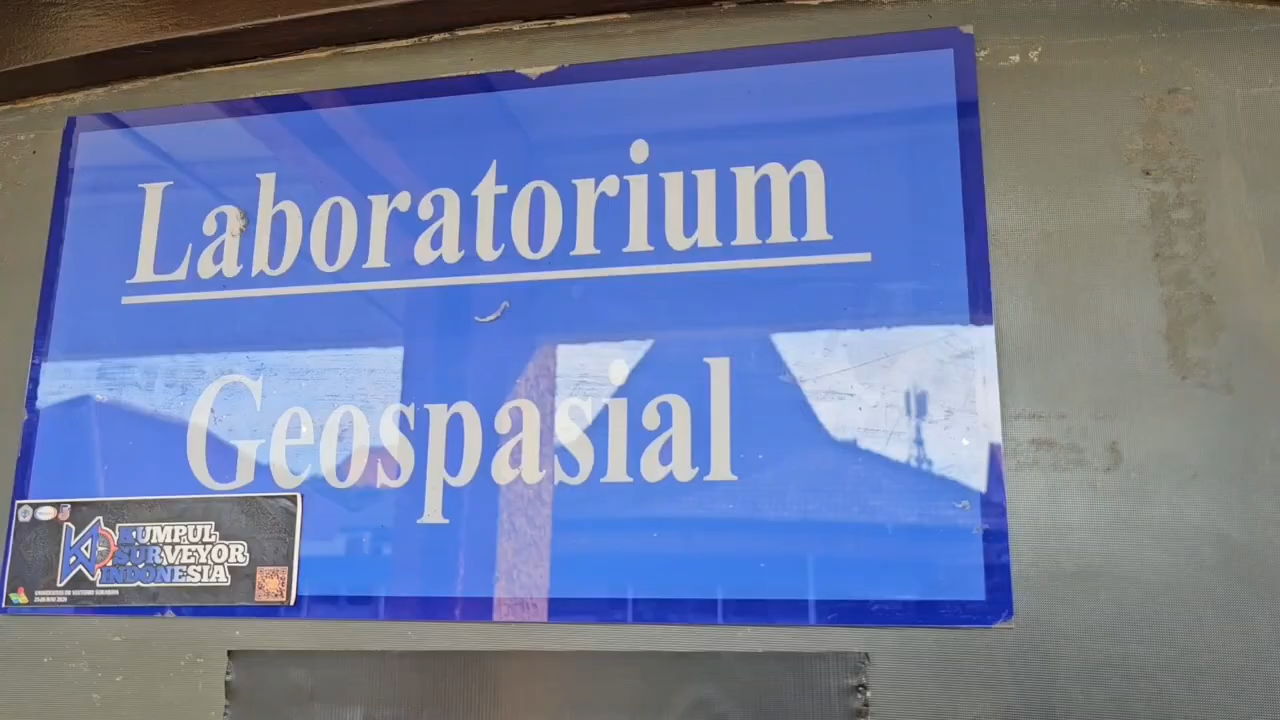 Laboratorium
Geospasial
KUMPUL
SURVEYOR
INDONESIA